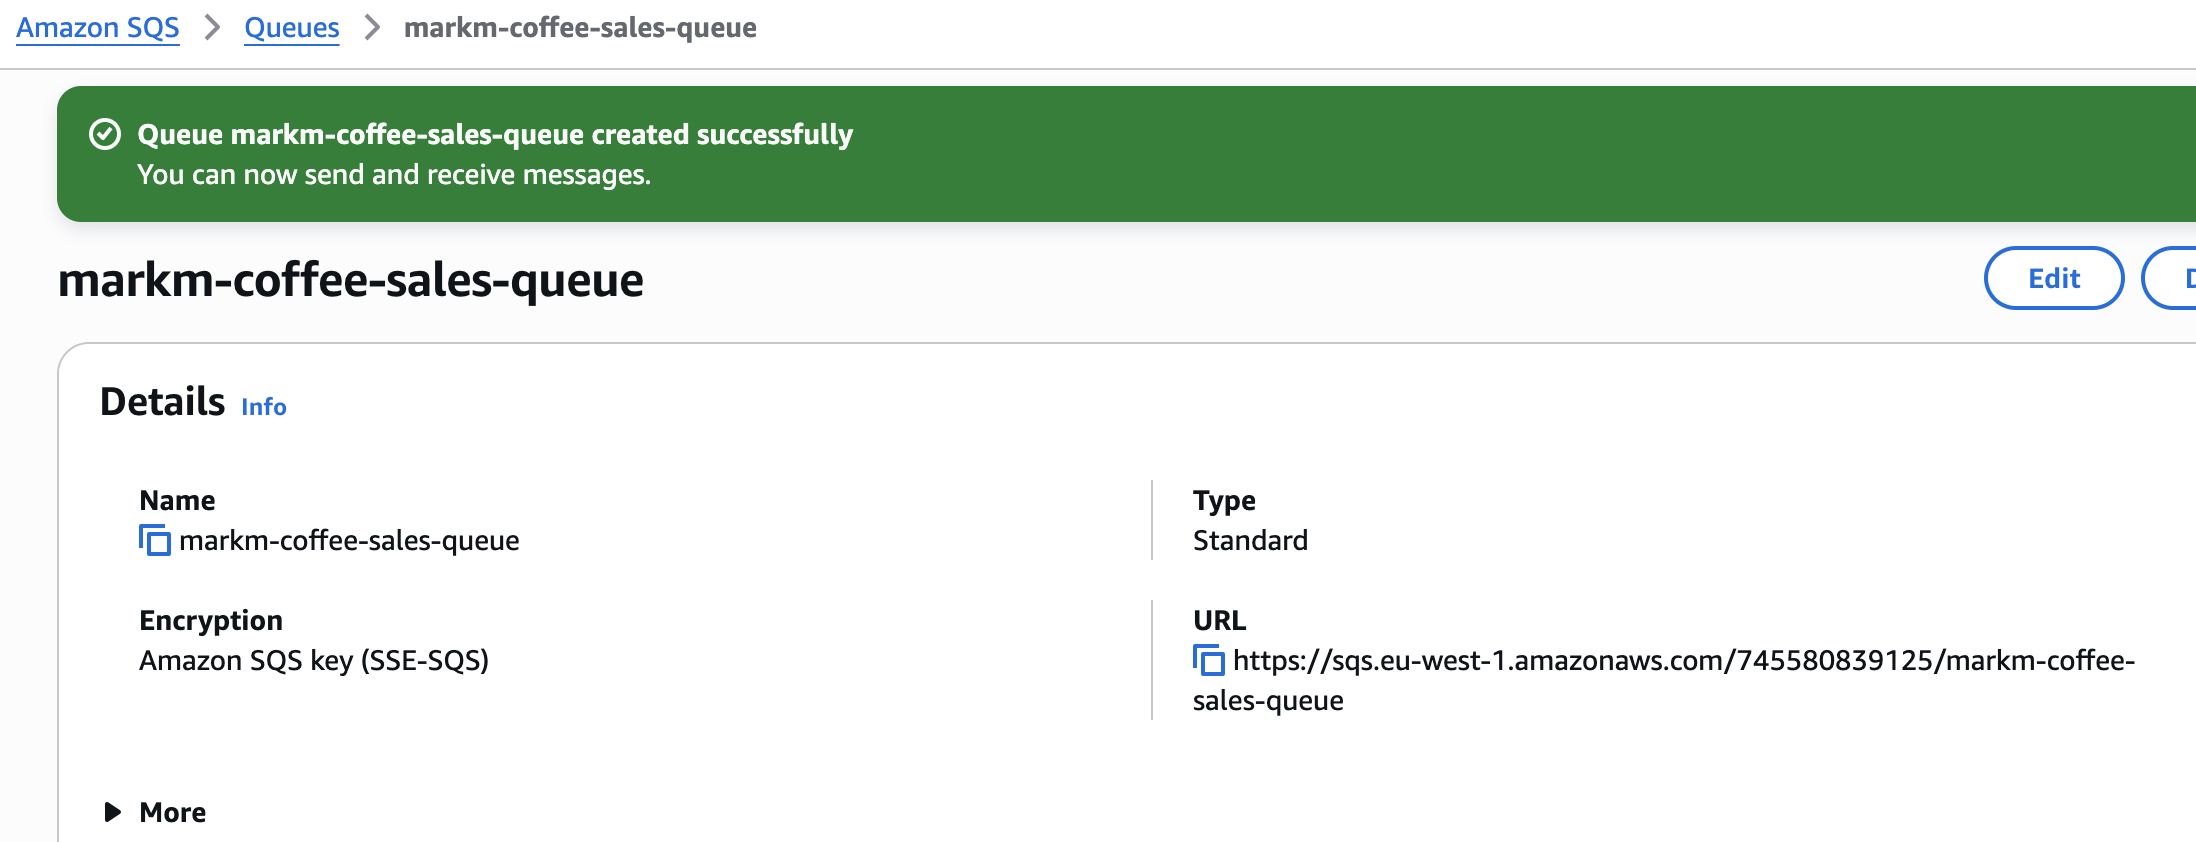 Amazon SQS > Queues > markm-coffee-sales-queue
Queue markm-coffee-sales-queue created successfully
You can now send and receive messages.
markm-coffee-sales-queue
Edit
Details Info
Name
markm-coffee-sales-queue
Type
Standard
Encryption
Amazon SQS key (SSE-SQS)
URL
https://sqs.eu-west-1.amazonaws.com/745580839125/markm-coffee-
sales-queue
More